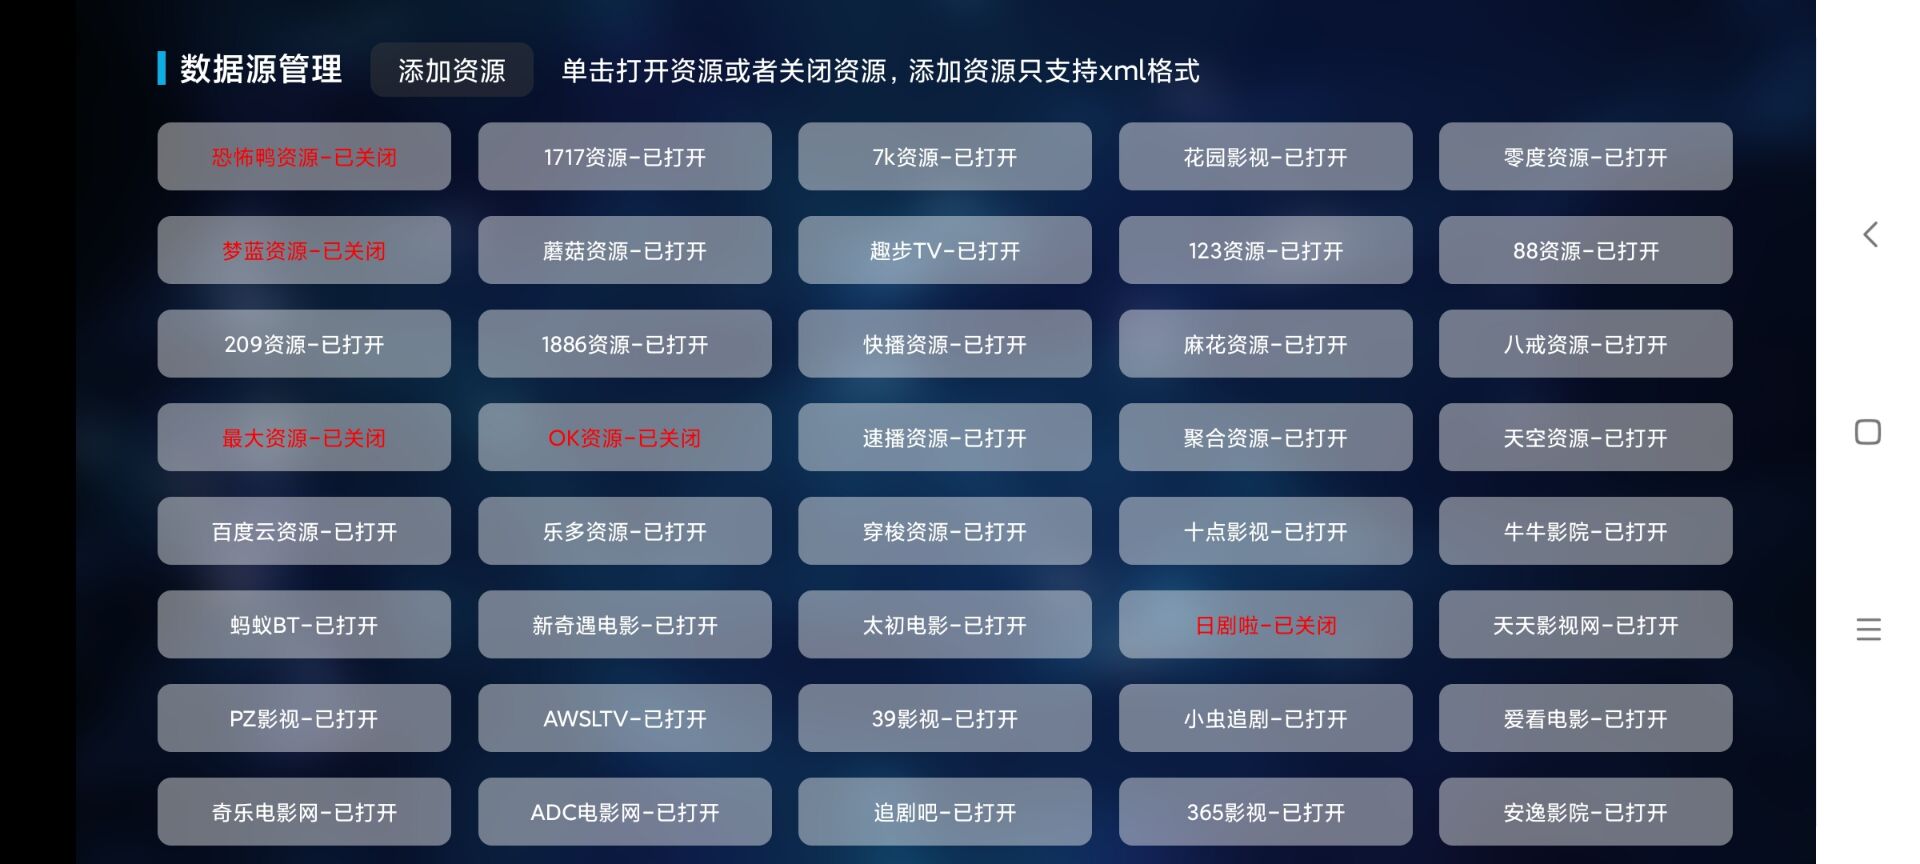 数据源管理
添加资源
单击打开资源或者关闭资源，添加资源只支持xml格式
恐怖鸭资源-已关闭
1717资源-已打开
7k资源-已打开
花园影视-已打开
零度资源-已打开
梦蓝资源-已关闭
蘑菇资源-已打开
趣步TV-已打开
123资源-已打开
88资源-已打开
209资源-已打开
1886资源-已打开
快播资源-已打开
麻花资源-已打开
八戒资源-已打开
最大资源-已关闭
OK资源-已关闭
速播资源-已打开
聚合资源-已打开
天空资源-已打开
百度云资源-已打开
乐多资源-已打开
穿梭资源-已打开
十点影视-已打开
牛牛影院-已打开
蚂蚁BT-已打开
新奇遇电影-已打开
太初电影-已打开
日剧啦-已关闭
天天影视网-已打开
PZ影视-已打开
AWSLTV-已打开
39影视-已打开
小虫追剧-已打开
爱看电影-已打开
奇乐电影网-已打开
ADC电影网-已打开
追剧吧-已打开
365影视-已打开
安逸影院-已打开